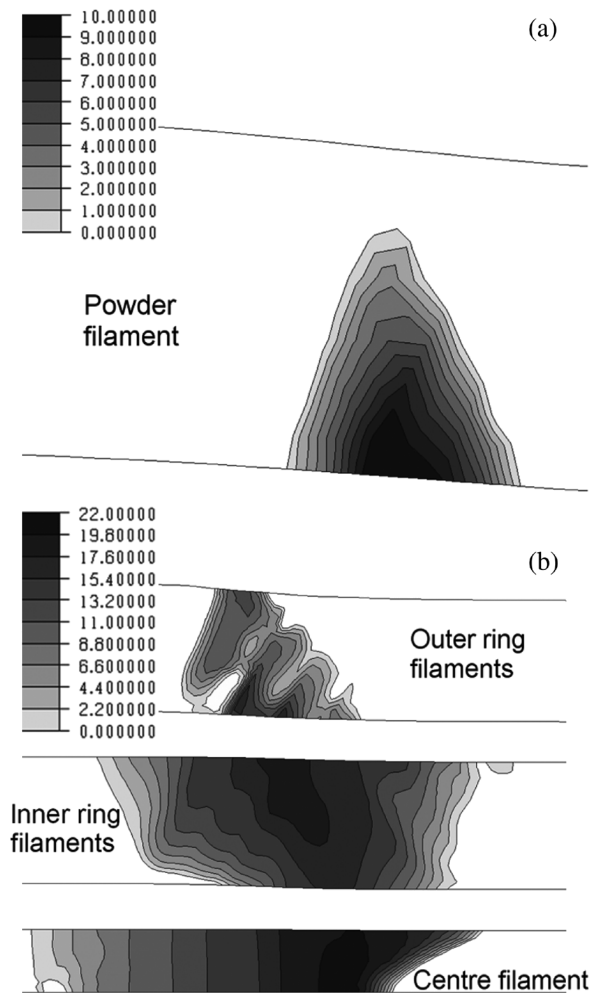 10.00000
(a)
9.000000
8.000000
7.000000
6.000000
5.000000
4.000000
3.000000
2.000000
1.000000
0.000000
Powder
filament
22.00000
(b)
19.80000
17.60000
15.40000
13.20000
11.00000
8.800000
6.600000
4.400000
2.200000
0.000000
Outer ring
filaments
Inner ring
filaments
Centre filament